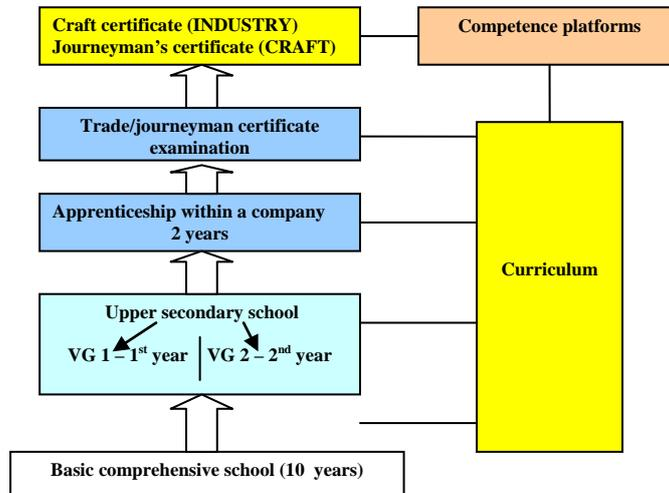 Craft certificate (INDUSTRY)
Journeyman's certificate (CRAFT)
Competence platforms
Trade/journeyman certificate
examination
Apprenticeship within a company
2 years
Curriculum
Upper secondary school
VG 1 – 1st year
VG 2 – 2nd year
Basic comprehensive school (10 years)